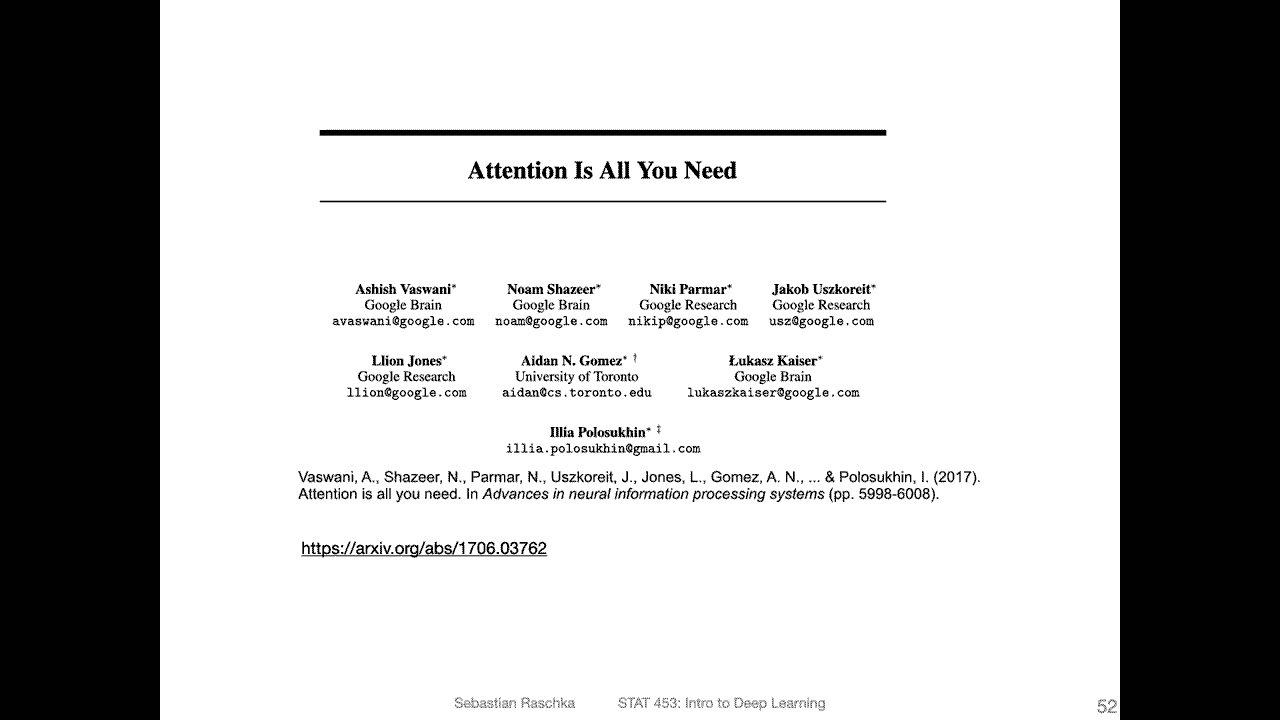 Attention Is All You Need
Ashish Vaswani* Noam Shazeer* Niki Parmar* Jakob Uszkoreit*
Google Brain Google Brain Google Research Google Research
avaswani@google.com noam@google.com nikip@google.com usz@google.com
Llion Jones* Aidan N. Gomez* † Łukasz Kaiser*
Google Research University of Toronto Google Brain
llion@google.com aidan@cs.toronto.edu lukaszkaiser@google.com
Illia Polosukhin* ‡
illia.polosukhin@gmail.com
Vaswani, A., Shazeer, N., Parmar, N., Uszkoreit, J., Jones, L., Gomez, A. N., ... & Polosukhin, I. (2017).
Attention is all you need. In Advances in neural information processing systems (pp. 5998-6008).
https://arxiv.org/abs/1706.03762
Sebastian Raschka STAT 453: Intro to Deep Learning 52